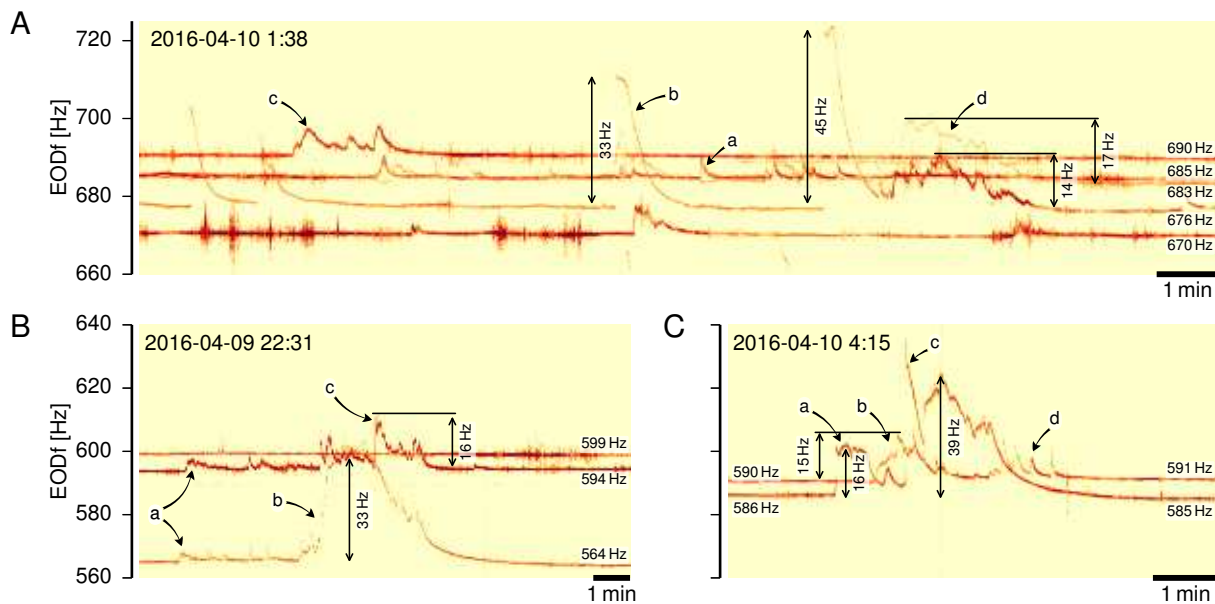 A
EODf [Hz]
720
700
680
660
2016-04-10 1:38
c
33 Hz
b
a
45 Hz
d
17 Hz
14 Hz
690 Hz
685 Hz
683 Hz
676 Hz
670 Hz
1 min
B
EODf [Hz]
640
620
600
580
560
2016-04-09 22:31
a
b
c
33 Hz
16 Hz
599 Hz
594 Hz
564 Hz
1 min
C
2016-04-10 4:15
a
b
c
d
15 Hz
16 Hz
39 Hz
590 Hz
586 Hz
591 Hz
585 Hz
1 min